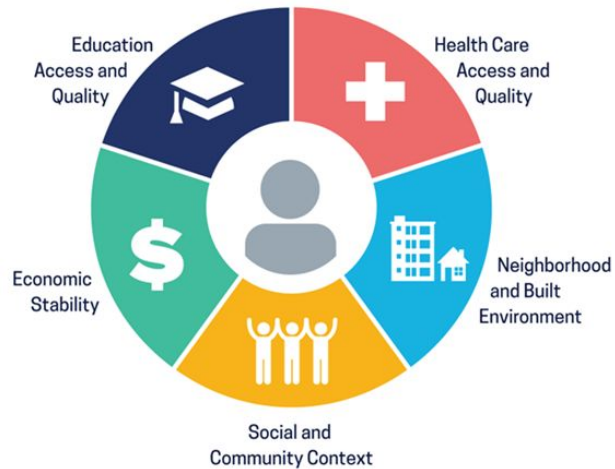 Education
Access and
Quality
Health Care
Access and
Quality
Economic
Stability
$
Neighborhood
and Built
Environment
Social and
Community Context